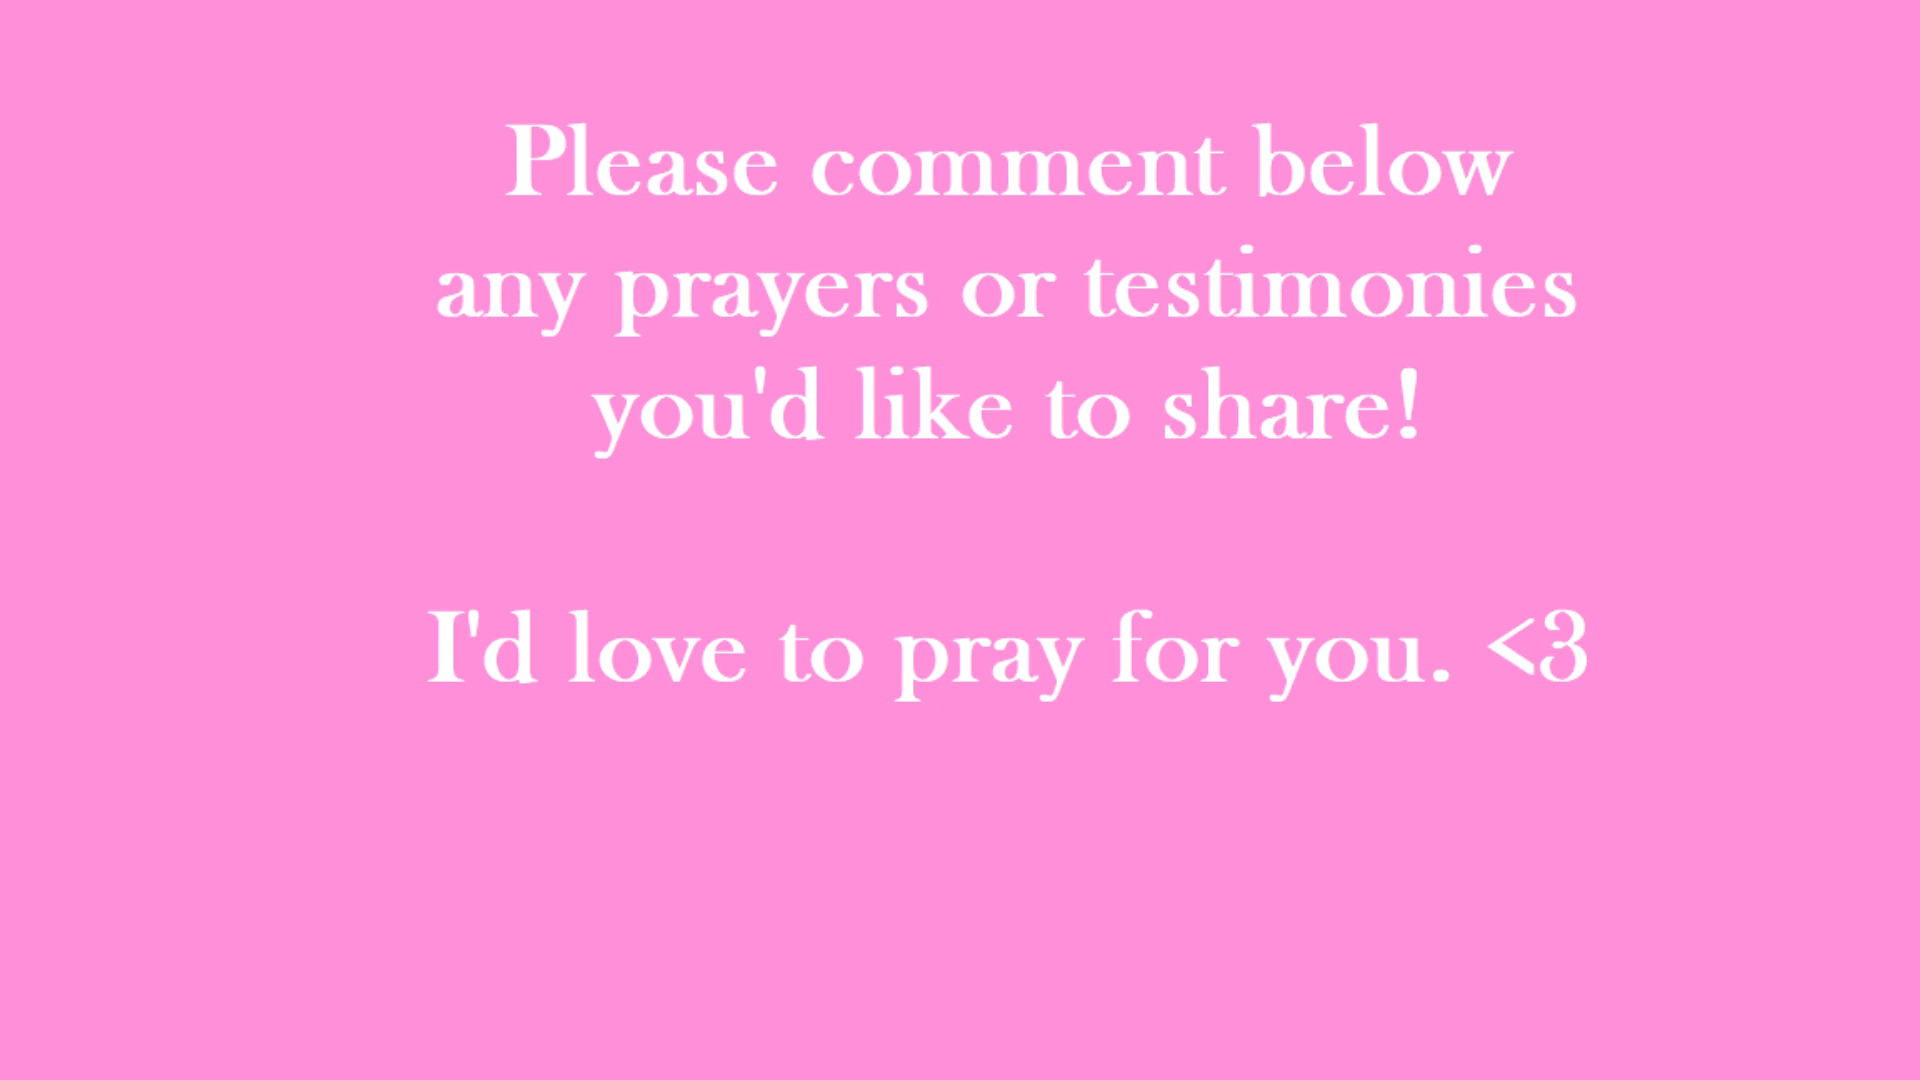 Please comment below
any prayers or testimonies
you'd like to share!
I'd love to pray for you. <3